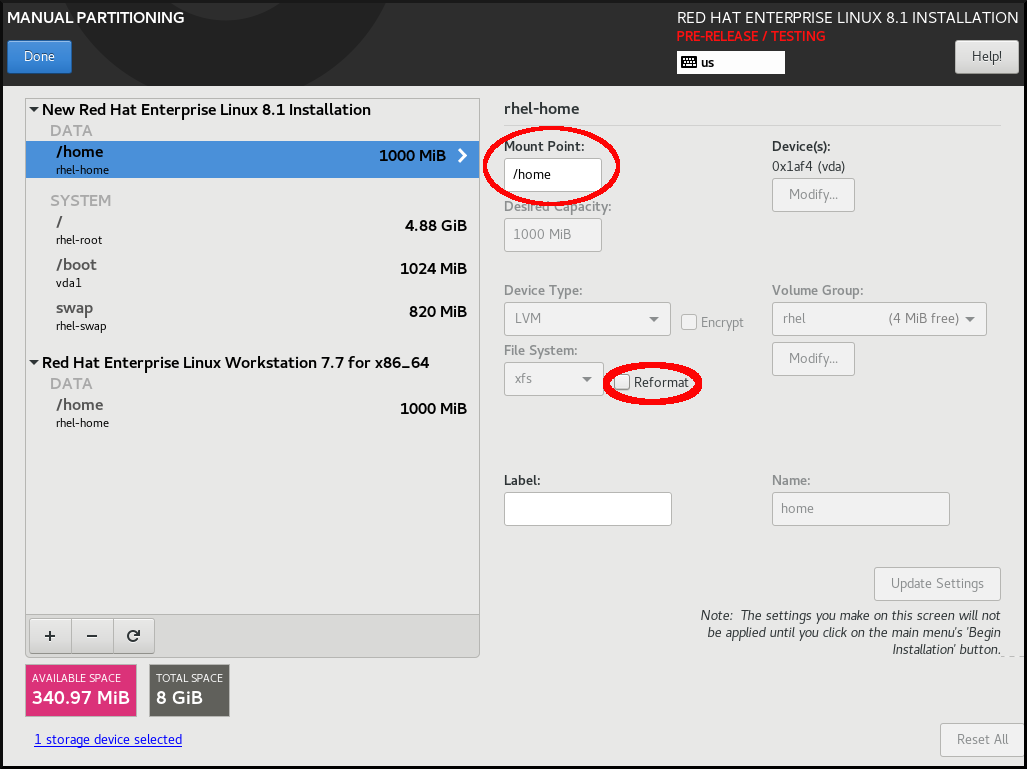 MANUAL PARTITIONING
RED HAT ENTERPRISE LINUX 8.1 INSTALLATION
PRE-RELEASE / TESTING
Done
us
Help!
New Red Hat Enterprise Linux 8.1 Installation
DATA
/home
1000 MiB
rhel-home
SYSTEM
/
4.88 GiB
rhel-root
/boot
1024 MiB
vda1
swap
820 MiB
rhel-swap
Red Hat Enterprise Linux Workstation 7.7 for x86_64
DATA
/home
1000 MiB
rhel-home
+ −
AVAILABLE SPACE
340.97 MiB
TOTAL SPACE
8 GiB
1 storage device selected
rhel-home
Mount Point:
/home
Device(s):
0x1af4 (vda)
Modify...
Desired Capacity:
1000 MiB
Device Type:
LVM
Encrypt
Volume Group:
rhel (4 MiB free)
Modify...
File System:
xfs
Reformat
Label:
Name:
home
Update Settings
Note: The settings you make on this screen will not
be applied until you click on the main menu's 'Begin
Installation' button.
Reset All